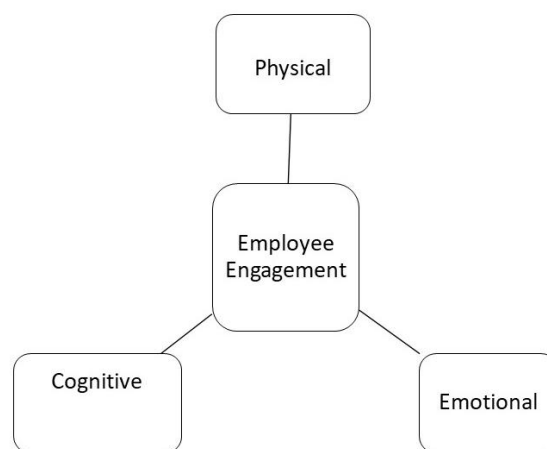 Physical
Employee
Engagement
Cognitive
Emotional